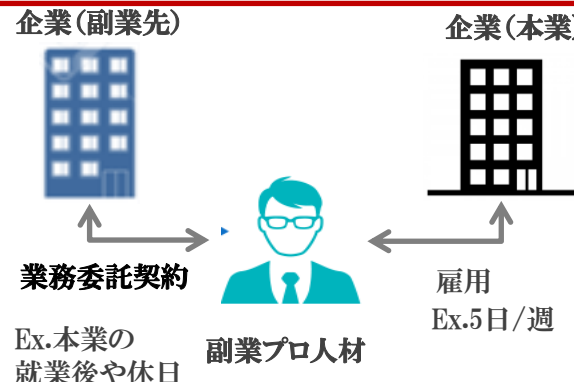 企業(副業先)
企業(本業)
業務委託契約
雇用
Ex.5日/週
Ex.本業の
就業後や休日
副業プロ人材